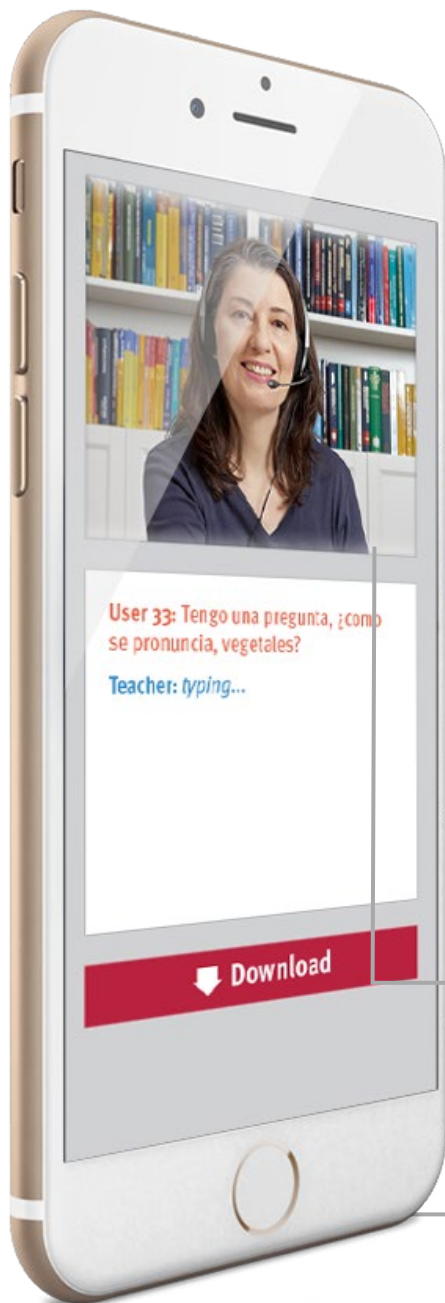 User 33: Tengo una pregunta, ¿como
se pronuncia, vegetales?
Teacher: typing...
Download